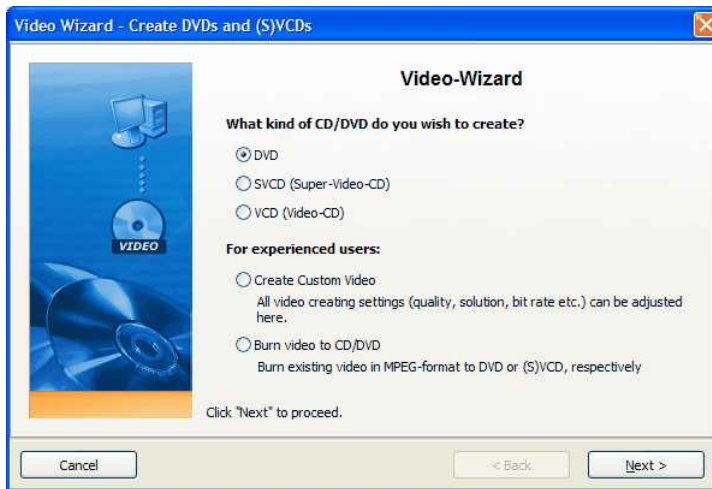 Video Wizard - Create DVDs and (S)VCDs
Video-Wizard
What kind of CD/DVD do you wish to create?
DVD
SVCD (Super-Video-CD)
VCD (Video-CD)
VIDEO
For experienced users:
Create Custom Video
All video creating settings (quality, solution, bit rate etc.) can be adjusted
here.
Burn video to CD/DVD
Burn existing video in MPEG-format to DVD or (S)VCD, respectively
Click "Next" to proceed.
Cancel
< Back
Next >